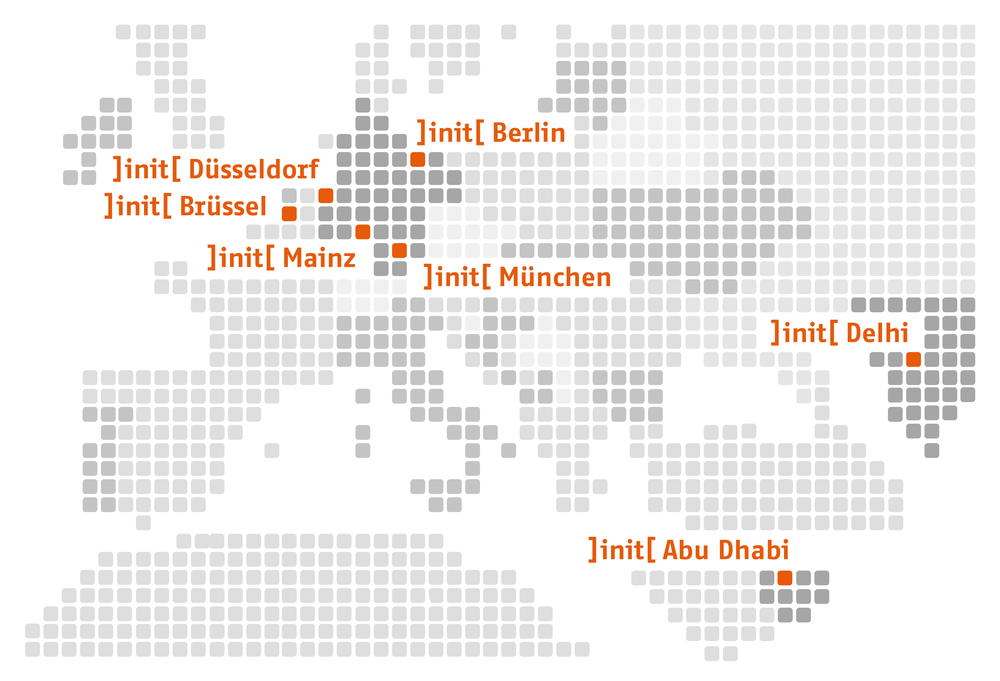 ]init[ Berlin
]init[ Düsseldorf
]init[ Brüssel
]init[ Mainz
]init[ München
]init[ Delhi
]init[ Abu Dhabi